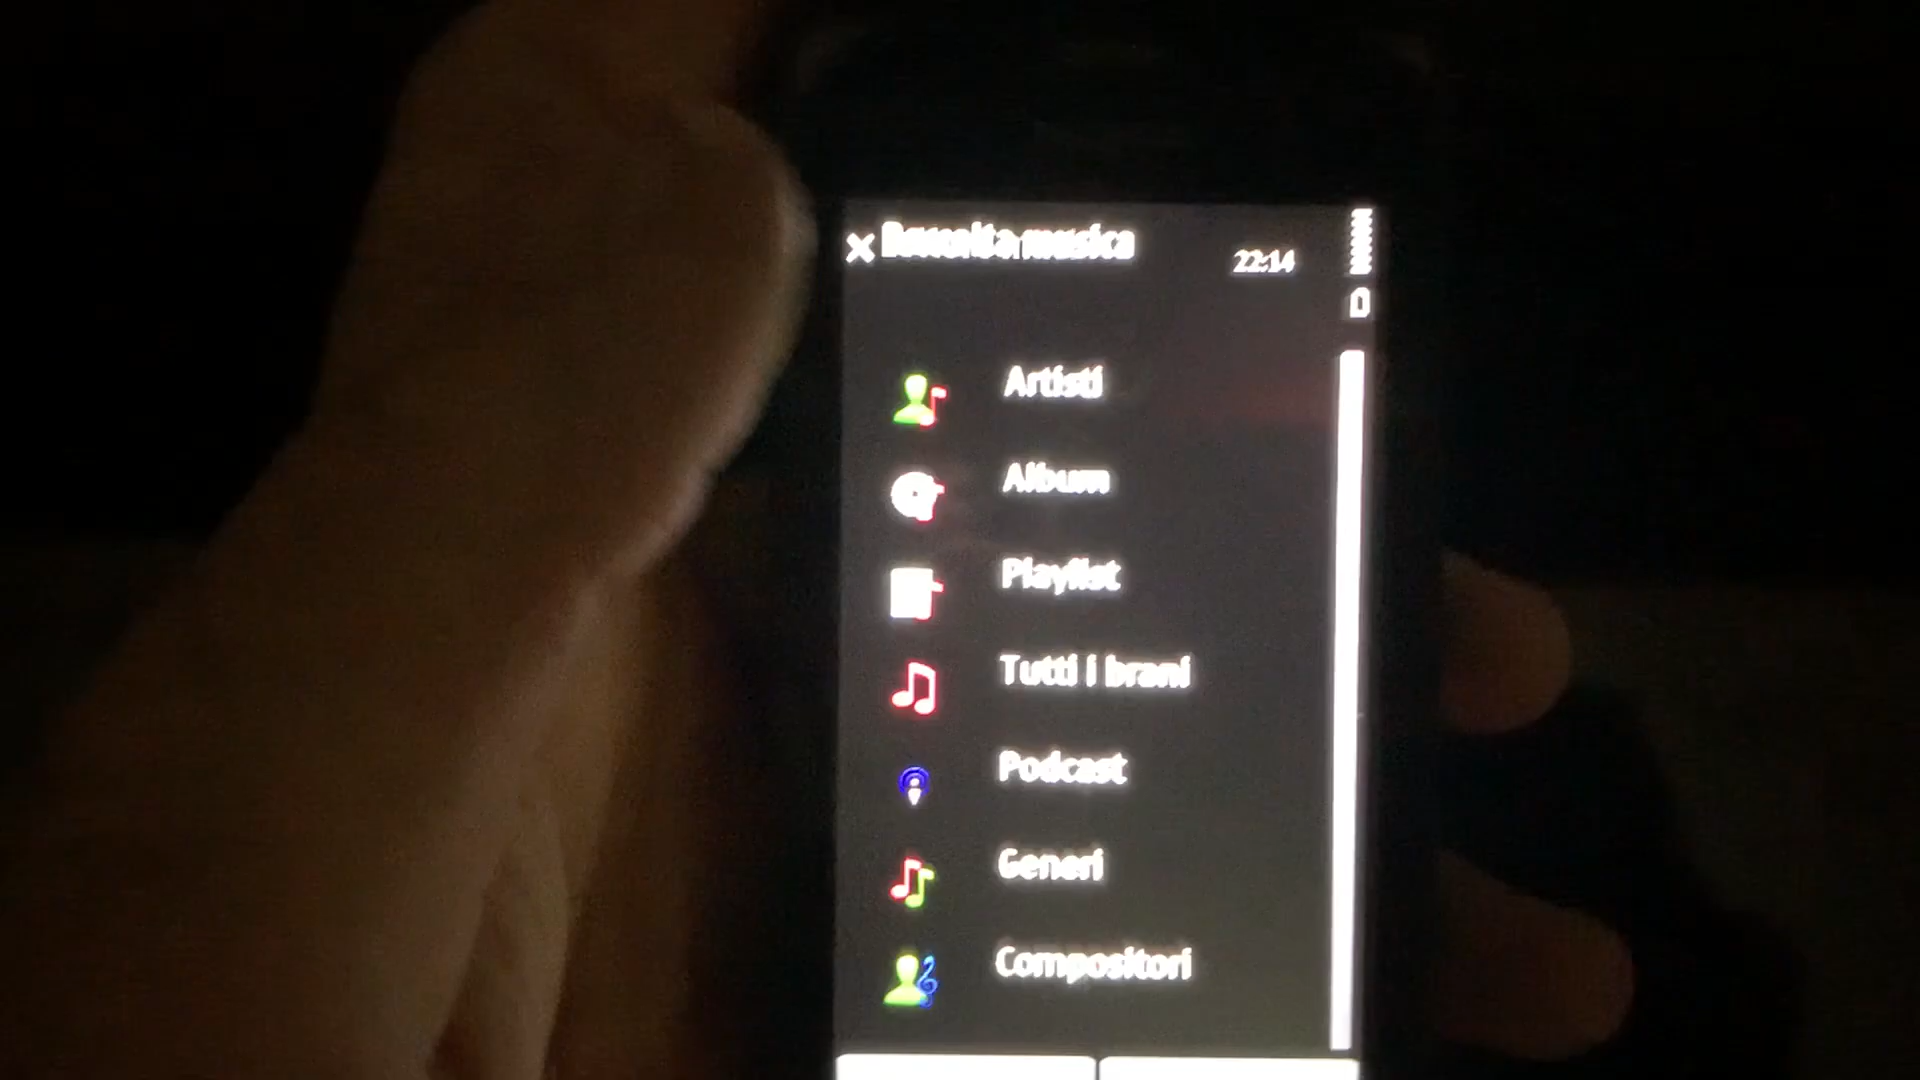 Raccolta musica
22:14
Artisti
Album
Playlist
Tutti i brani
Podcast
Generi
Compositori